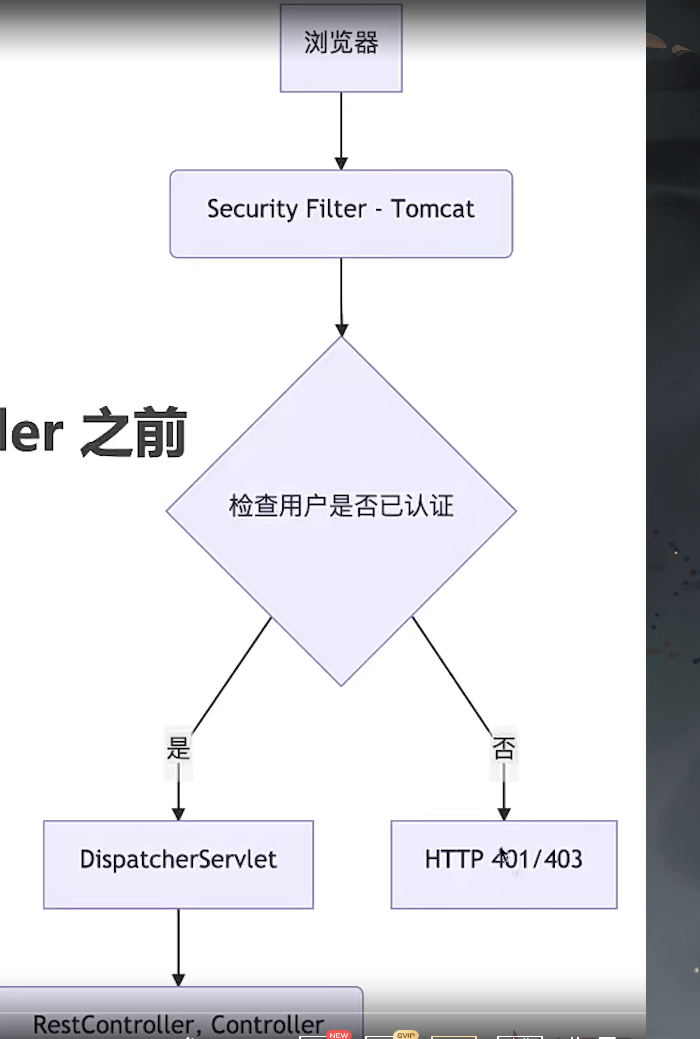 浏览器
Security Filter - Tomcat
ler 之前
检查用户是否已认证
是
否
DispatcherServlet
HTTP 401/403
RestController, Controller
NEW
SVIP